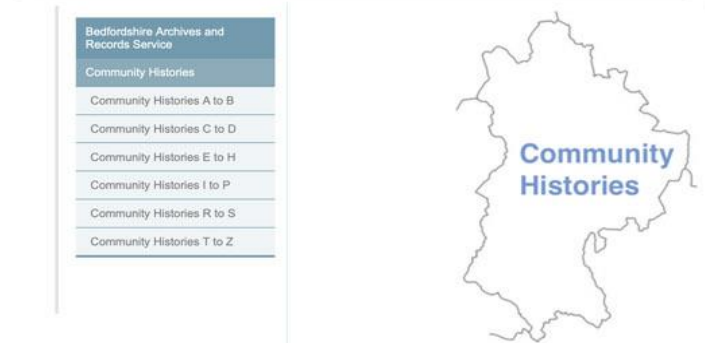 Bedfordshire Archives and
Records Service
Community Histories
Community Histories A to B
Community Histories C to D
Community Histories E to H
Community Histories I to P
Community Histories R to S
Community Histories T to Z
Community
Histories